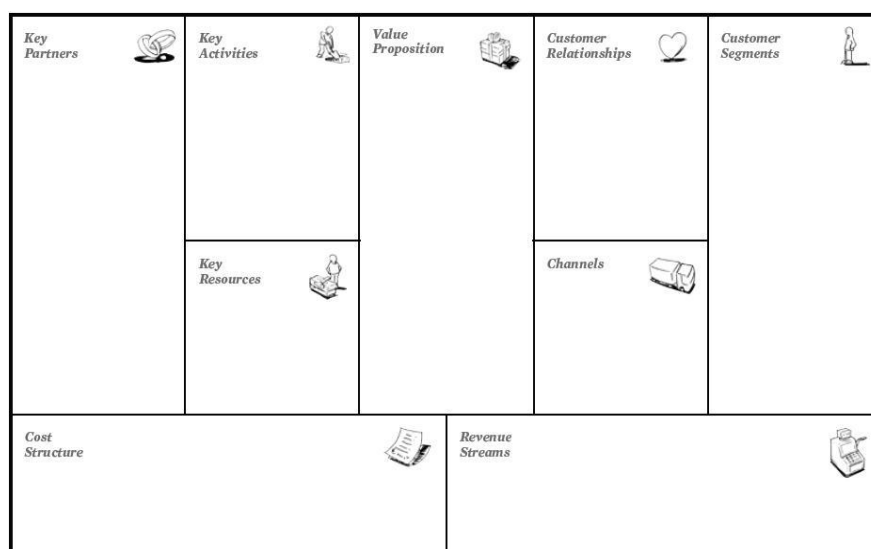 Key
Partners
Key
Activities
Value
Proposition
Customer
Relationships
Customer
Segments
Key
Resources
Channels
Cost
Structure
Revenue
Streams